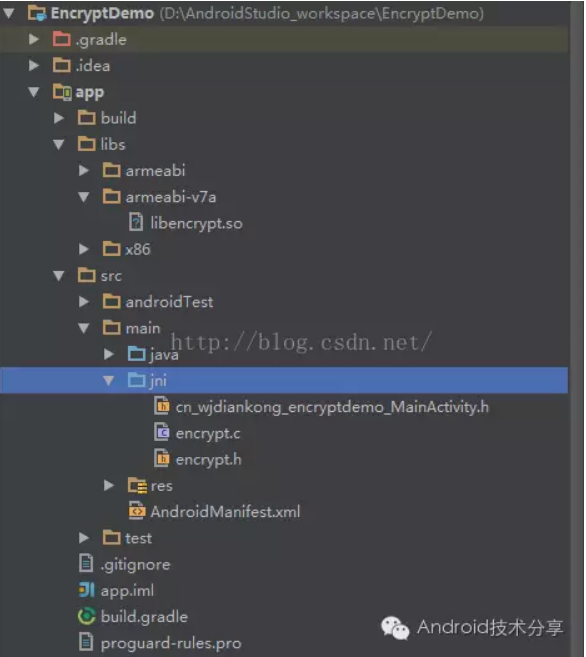 EncryptDemo (D:\AndroidStudio_workspace\EncryptDemo)
.gradle
.idea
app
build
libs
armeabi
armeabi-v7a
libencrypt.so
x86
src
androidTest
main
http://blog.csdn.net/
java
jni
cn_wjdiankong_encryptdemo_MainActivity.h
encrypt.c
encrypt.h
res
AndroidManifest.xml
test
.gitignore
app.iml
build.gradle
Android技术分享
proguard-rules.pro